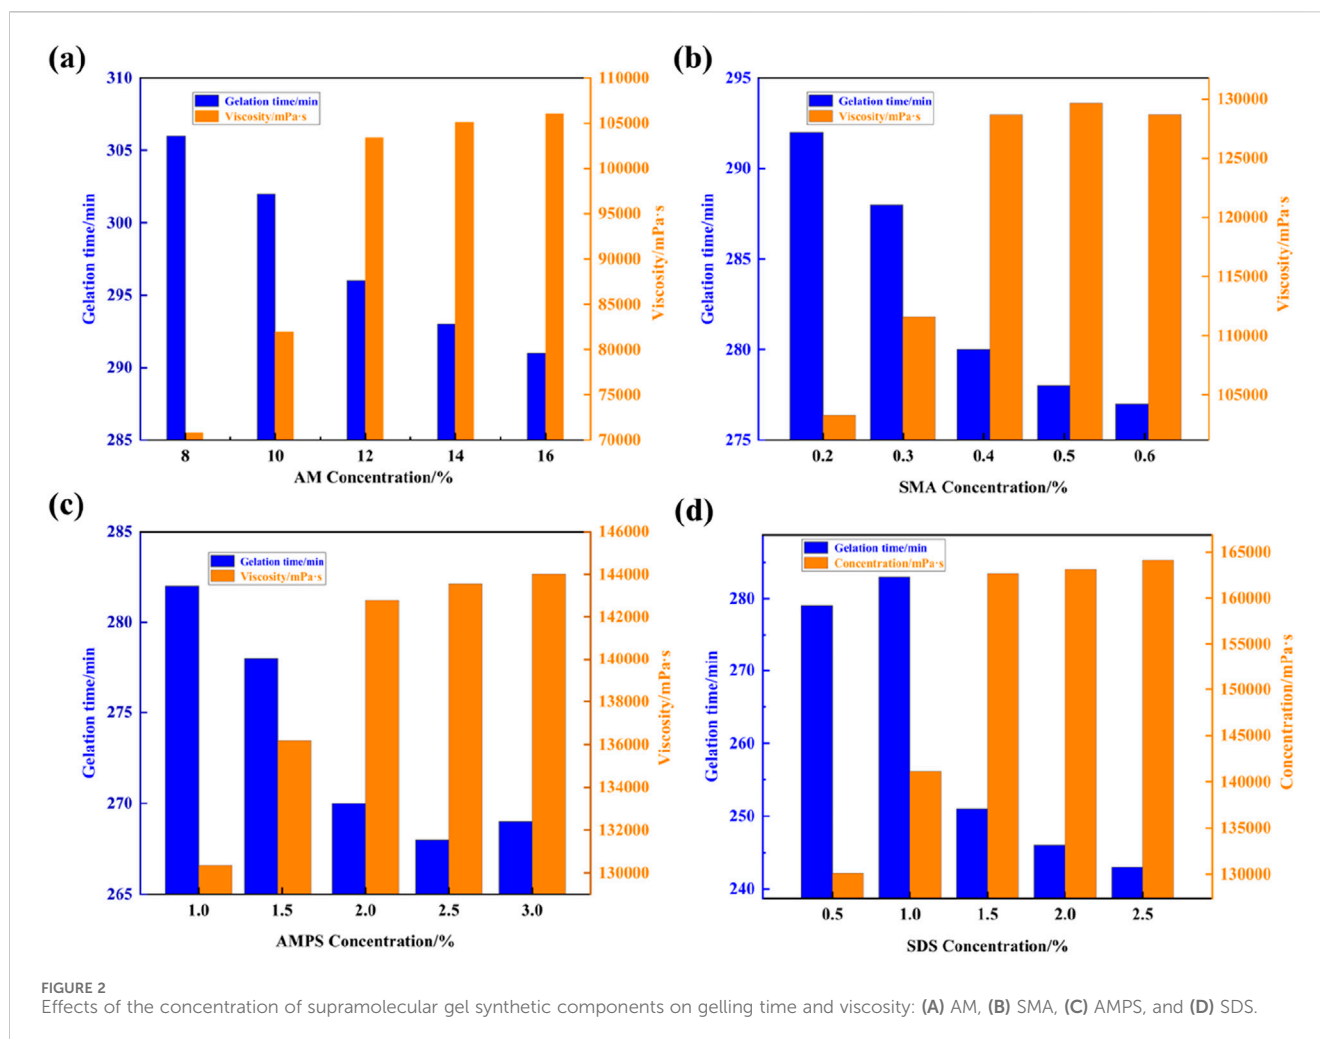 (a)
310
305
300
295
290
285
Gelation time/min
Gelation time/min
Viscosity/mPa·s
110000
105000
100000
95000
90000
85000
80000
75000
70000
Viscosity/mPa·s
8 10 12 14 16
AM Concentration/%
(b)
295
290
285
280
275
Gelation time/min
Gelation time/min
Viscosity/mPa·s
130000
125000
120000
115000
110000
105000
Viscosity/mPa·s
0.2 0.3 0.4 0.5 0.6
SMA Concentration/%
(c)
285
280
275
270
265
Gelation time/min
Gelation time/min
Viscosity/mPa·s
146000
144000
142000
140000
138000
136000
134000
132000
130000
Viscosity/mPa·s
1.0 1.5 2.0 2.5 3.0
AMPS Concentration/%
(d)
280
270
260
250
240
Gelation time/min
Gelation time/min
Concentration/mPa·s
165000
160000
155000
150000
145000
140000
135000
130000
Concentration/mPa·s
0.5 1.0 1.5 2.0 2.5
SDS Concentration/%
FIGURE 2
Effects of the concentration of supramolecular gel synthetic components on gelling time and viscosity: (A) AM, (B) SMA, (C) AMPS, and (D) SDS.